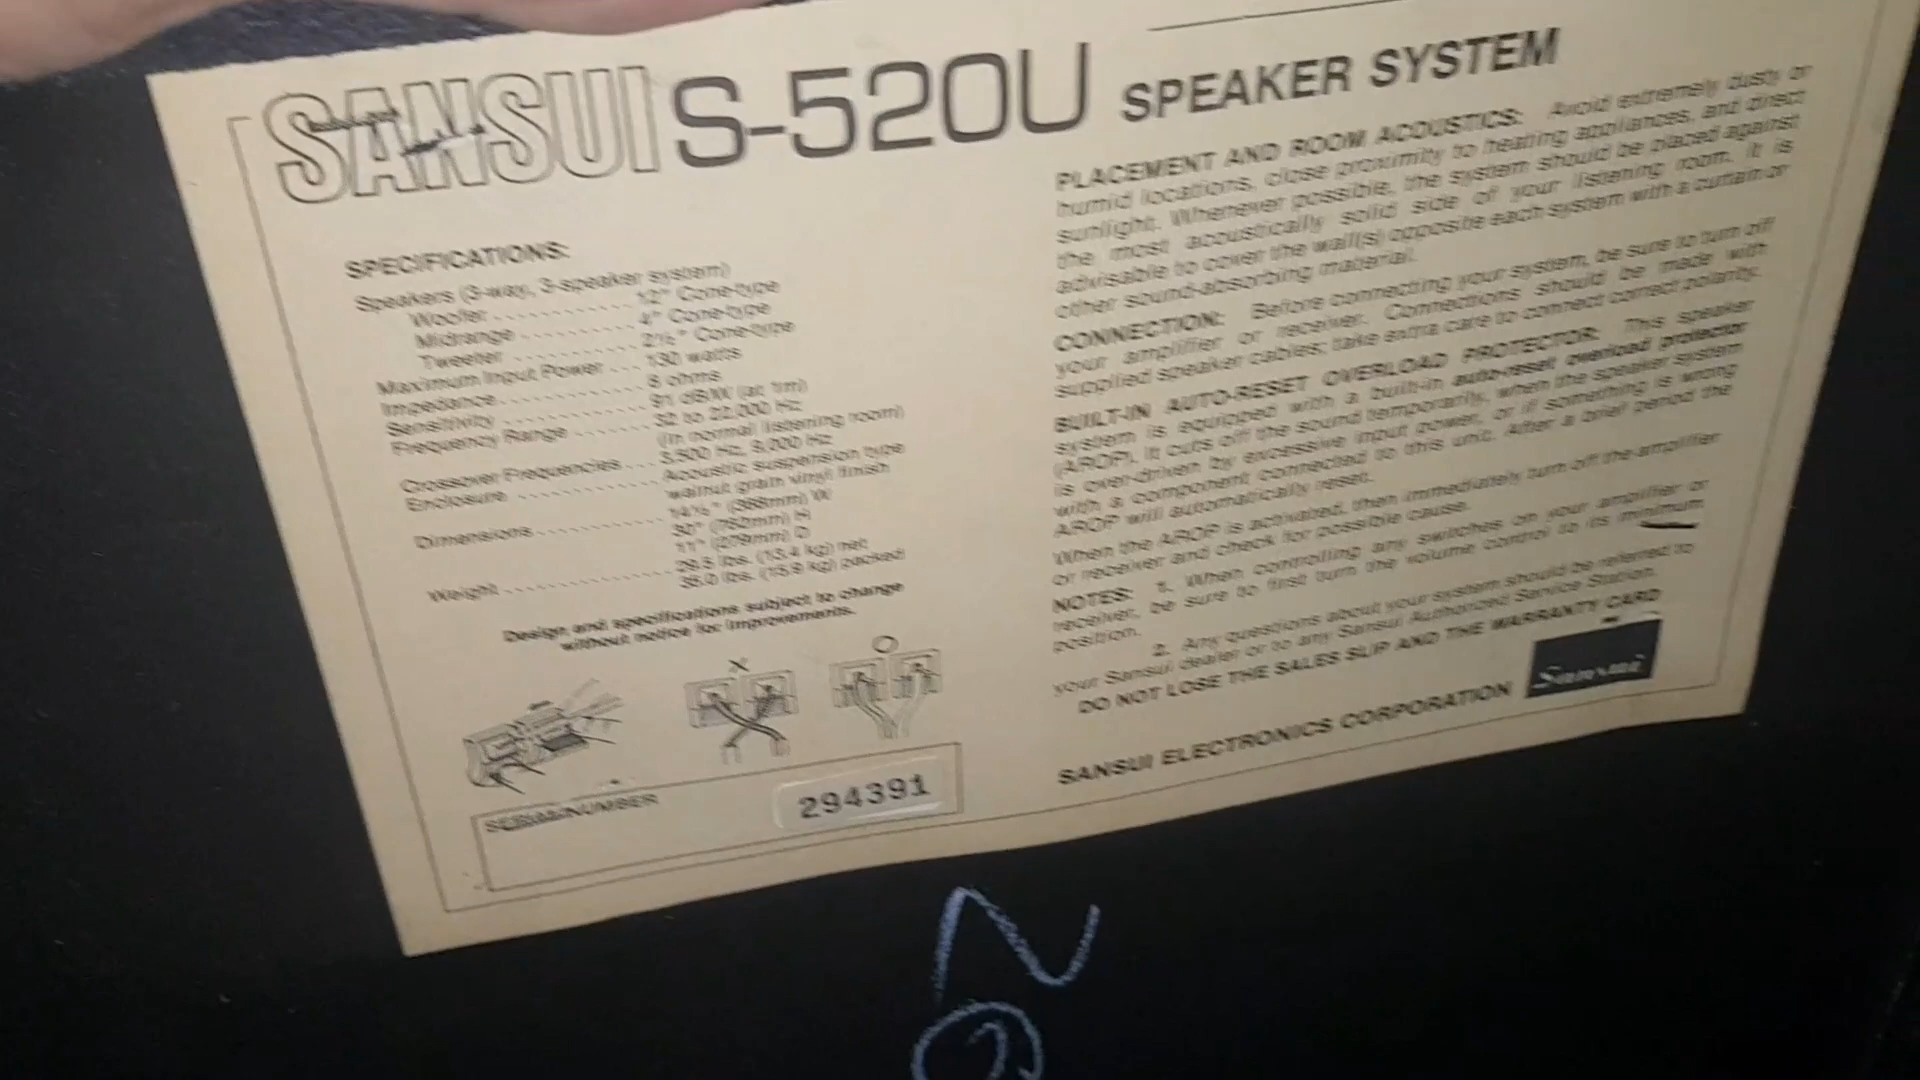 SANSUI S-520U SPEAKER SYSTEM
SPECIFICATIONS:
Speakers (3-way, 3-speaker system)
Woofer . . . . . . . . . . . 12" Cone-type
Midrange . . . . . . . . . . 4" Cone-type
Tweeter . . . . . . . . . . 2½" Cone-type
Maximum Input Power . . . 130 watts
Impedance . . . . . . . . . . . 8 ohms
Sensitivity . . . . . . . . . . . 91 dB/W (at 1m)
Frequency Range . . . . . . . 32 to 22,000 Hz
(in normal listening room)
Crossover Frequencies . . . Hz, Hz
Enclosure . . . . . . . . . . . . Acoustic suspension type
walnut grain vinyl finish
Dimensions . . . . . . . . . . (368mm) W
30" (762mm) H
11" (279mm) D
Weight . . . . . . . . . . . . . . 29.5 lbs. (13.4 kg) net
35.0 lbs. (15.9 kg) packed
Design and specifications subject to change
without notice for improvements.
X
O
SERIAL NUMBER
294391
PLACEMENT AND ROOM ACOUSTICS: Avoid extremely dusty or
humid locations, close proximity to heating appliances, and direct
sunlight. Whenever possible, the system should be placed against
the most acoustically solid side of your listening room. It is
advisable to cover the wall(s) opposite each system with a curtain or
other sound-absorbing material.
CONNECTION: Before connecting your system, be sure to turn off
your amplifier or receiver. Connections should be made with
supplied speaker cables; take extra care to connect correct polarity.
BUILT-IN AUTO-RESET OVERLOAD PROTECTOR: This speaker
system is equipped with a built-in auto-reset overload protector
(AROP). It cuts off the sound temporarily, when the speaker system
is over-driven by excessive input power, or if something is wrong
with a component connected to this unit. After a brief period the
AROP will automatically reset.
When the AROP is activated, then immediately turn off the amplifier
or receiver and check for possible cause.
NOTES: 1. When controlling any switches on your amplifier or
receiver, be sure to first turn the volume control to its minimum
position.
2. Any questions about your system should be referred to
your Sansui dealer or to any Sansui Authorized Service Station.
DO NOT LOSE THE SALES SLIP AND THE WARRANTY CARD
SANSUI ELECTRONICS CORPORATION
Sansui